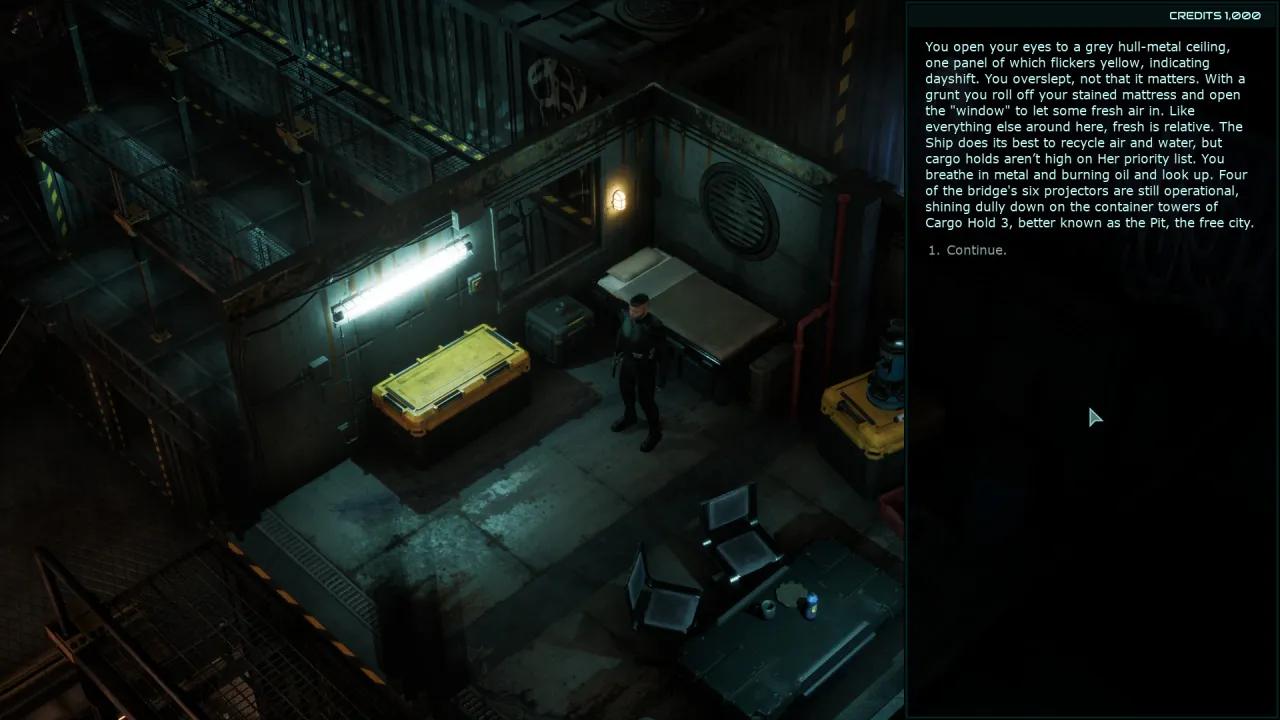 CREDITS 1,000
You open your eyes to a grey hull-metal ceiling,
one panel of which flickers yellow, indicating
dayshift. You overslept, not that it matters. With a
grunt you roll off your stained mattress and open
the "window" to let some fresh air in. Like
everything else around here, fresh is relative. The
Ship does its best to recycle air and water, but
cargo holds aren't high on Her priority list. You
breathe in metal and burning oil and look up. Four
of the bridge's six projectors are still operational,
shining dully down on the container towers of
Cargo Hold 3, better known as the Pit, the free city.
1. Continue.